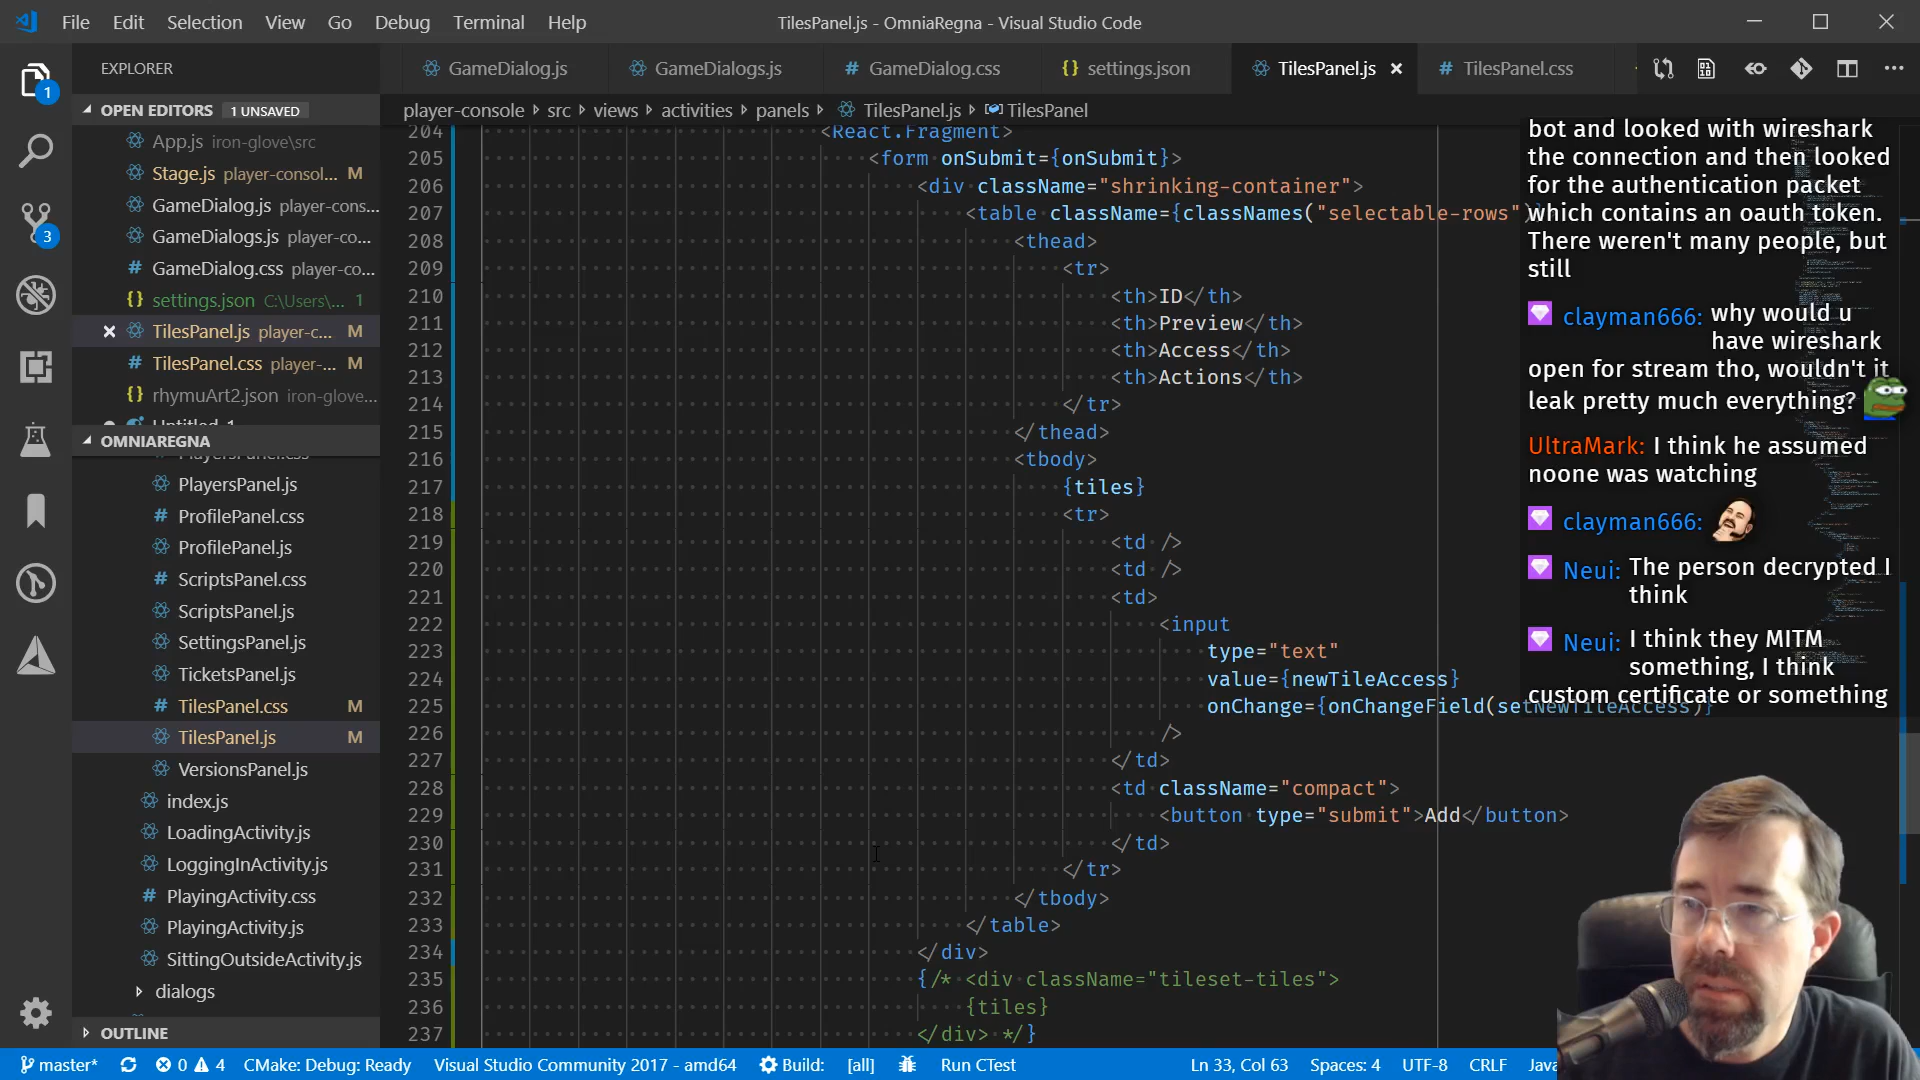 File Edit Selection View Go Debug Terminal Help
TilesPanel.js - OmniaRegna - Visual Studio Code
EXPLORER
GameDialog.js
GameDialogs.js
# GameDialog.css
{} settings.json
TilesPanel.js
# TilesPanel.css
OPEN EDITORS 1 UNSAVED
App.js iron-glove\src
Stage.js player-consol... M
GameDialog.js player-cons...
GameDialogs.js player-co...
# GameDialog.css player-co...
{} settings.json C:\Users\... 1
TilesPanel.js player-c... M
# TilesPanel.css player-... M
{} rhymuArt2.json iron-glove...
OMNIAREGNA
PlayersPanel.js
# ProfilePanel.css
ProfilePanel.js
# ScriptsPanel.css
ScriptsPanel.js
SettingsPanel.js
TicketsPanel.js
# TilesPanel.css M
TilesPanel.js M
VersionsPanel.js
index.js
LoadingActivity.js
LoggingInActivity.js
# PlayingActivity.css
PlayingActivity.js
SittingOutsideActivity.js
dialogs
OUTLINE
1
3
player-console > src > views > activities > panels > TilesPanel.js > TilesPanel
204 <React.Fragment>
205 <form onSubmit={onSubmit}>
206 <div className="shrinking-container">
207 <table className={classNames("selectable-rows")}
208 <thead>
209 <tr>
210 <th>ID</th>
211 <th>Preview</th>
212 <th>Access</th>
213 <th>Actions</th>
214 </tr>
215 </thead>
216 <tbody>
217 {tiles}
218 <tr>
219 <td />
220 <td />
221 <td>
222 <input
223 type="text"
224 value={newTileAccess}
225 onChange={onChangeField(setNewTileAccess)}
226 />
227 </td>
228 <td className="compact">
229 <button type="submit">Add</button>
230 </td>
231 </tr>
232 </tbody>
233 </table>
234 </div>
235 {/* <div className="tileset-tiles">
236 {tiles}
237 </div> */}
bot and looked with wireshark
the connection and then looked
for the authentication packet
which contains an oauth token.
There weren't many people, but
still
clayman666: why would u
have wireshark
open for stream tho, wouldn't it
leak pretty much everything?
UltraMark: I think he assumed
noone was watching
clayman666:
Neui: The person decrypted I
think
Neui: I think they MITM
something, I think
custom certificate or something
master* 0 4 CMake: Debug: Ready Visual Studio Community 2017 - amd64 Build: [all] Run CTest Ln 33, Col 63 Spaces: 4 UTF-8 CRLF